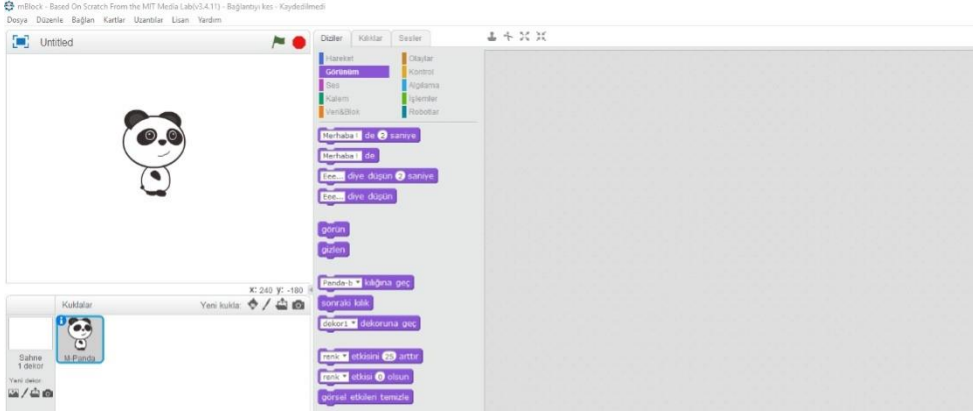 mBlock - Based On Scratch From the MIT Media Lab(v3.4.11) - Bağlantıyı kes - Kaydedilmedi
Dosya Düzenle Bağlan Kartlar Uzantılar Lisan Yardım
Untitled
X: 240 Y: -180
Kuklalar Yeni kukla:
Sahne
1 dekor
M-Panda
Yeni dekor:
Diziler Kılıklar Sesler
Hareket Olaylar
Görünüm Kontrol
Ses Algılama
Kalem İşlemler
Veri&Blok Robotlar
Merhaba! de 2 saniye
Merhaba! de
Eee... diye düşün 2 saniye
Eee... diye düşün
görün
gizlen
Panda-b kılığına geç
sonraki kılık
dekor1 dekoruna geç
renk etkisini 25 arttır
renk etkisi 0 olsun
görsel etkileri temizle